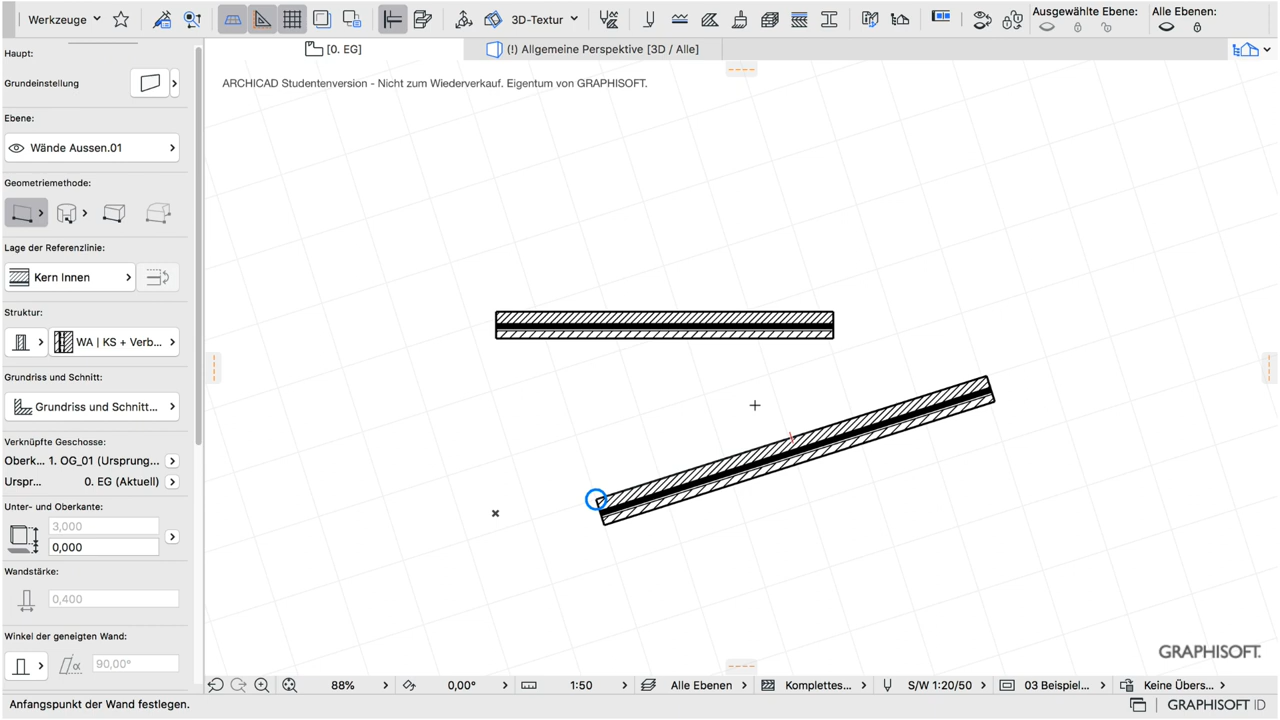 Werkzeuge
3D-Textur
Ausgewählte Ebene:
Alle Ebenen:
Haupt:
[0. EG]
(!) Allgemeine Perspektive [3D / Alle]
Grundeinstellung
ARCHICAD Studentenversion - Nicht zum Wiederverkauf. Eigentum von GRAPHISOFT.
Ebene:
Wände Aussen.01
Geometriemethode:
Lage der Referenzlinie:
Kern Innen
Struktur:
WA | KS + Verb...
Grundriss und Schnitt:
Grundriss und Schnitt...
Verknüpfte Geschosse:
Oberk... 1. OG_01 (Ursprung...
Urspr... 0. EG (Aktuell)
Unter- und Oberkante:
3,000
0,000
Wandstärke:
0,400
Winkel der geneigten Wand:
α
90,00°
GRAPHISOFT.
88%
0,00°
1:50
Alle Ebenen
Komplettes...
S/W 1:20/50
03 Beispiel...
Keine Übers...
Anfangspunkt der Wand festlegen.
GRAPHISOFT ID